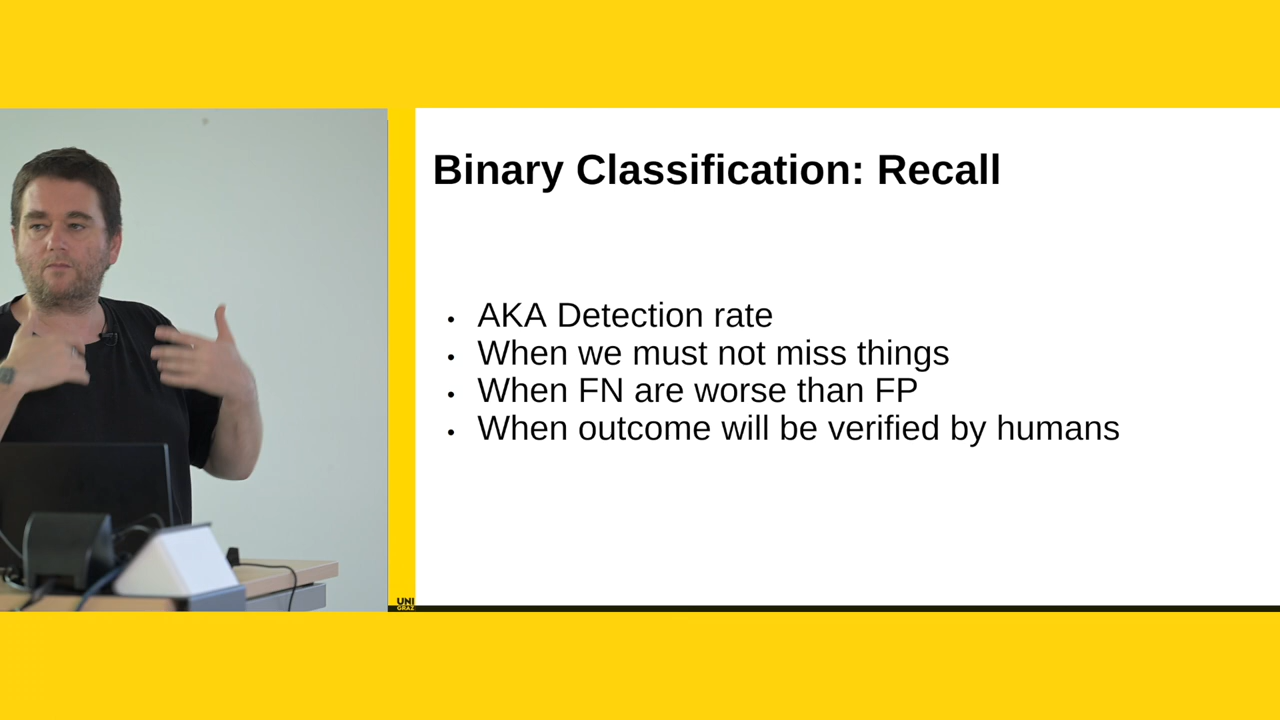 Binary Classification: Recall
• AKA Detection rate
• When we must not miss things
• When FN are worse than FP
• When outcome will be verified by humans
UNI
GRAZ